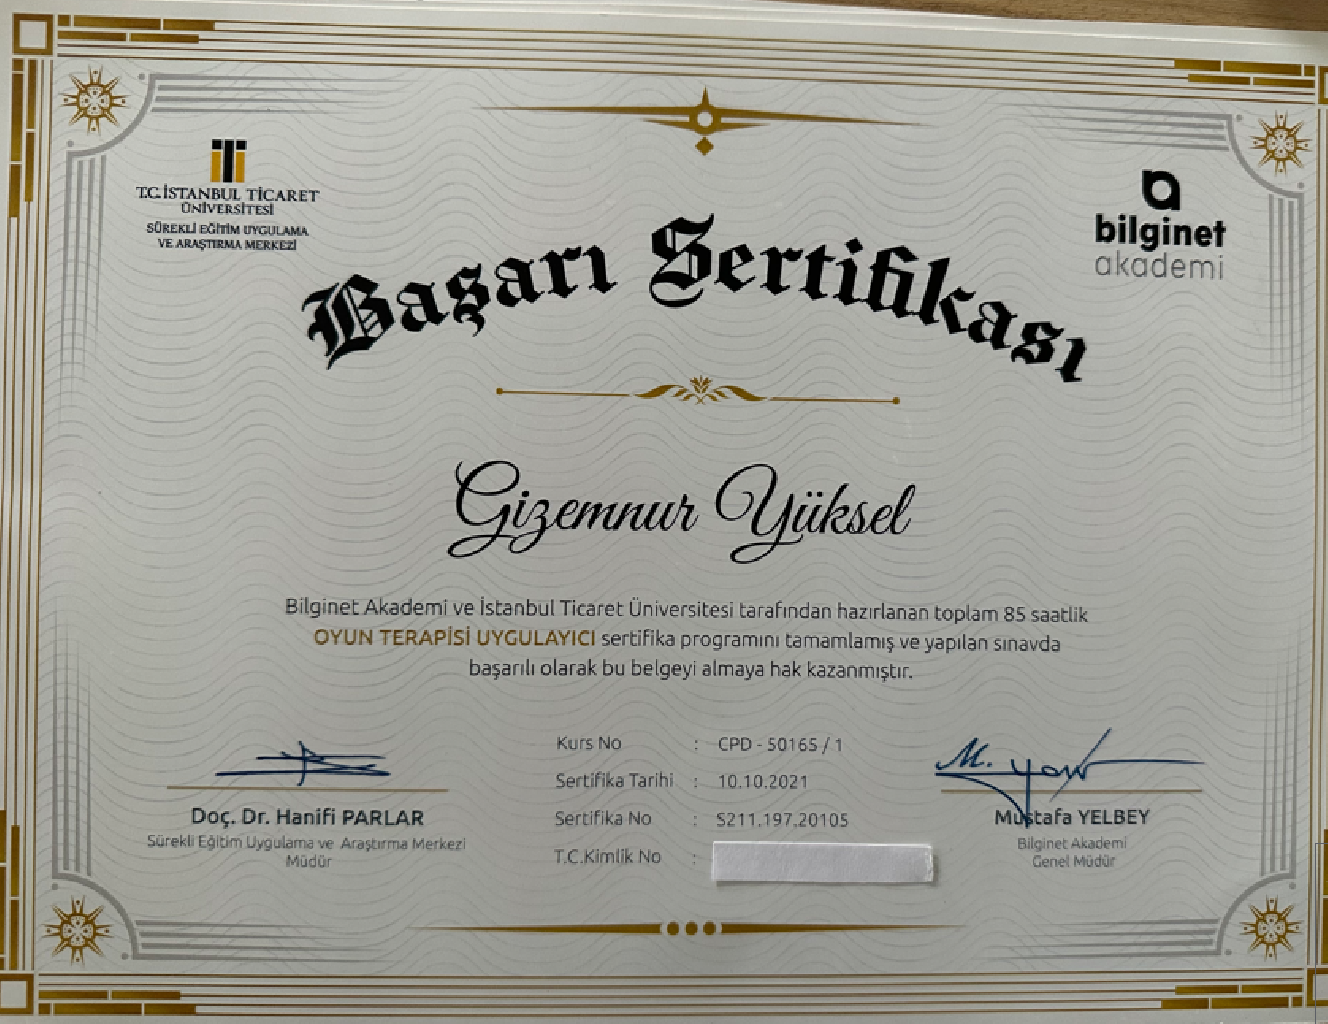 T.C. İSTANBUL TİCARET
ÜNİVERSİTESİ
SÜREKLİ EĞİTİM UYGULAMA
VE ARAŞTIRMA MERKEZİ
bilginet
akademi
Başarı Sertifikası
Gizemnur Yüksel
Bilginet Akademi ve İstanbul Ticaret Üniversitesi tarafından hazırlanan toplam 85 saatlik
OYUN TERAPİSİ UYGULAYICI sertifika programını tamamlamış ve yapılan sınavda
başarılı olarak bu belgeyi almaya hak kazanmıştır.
Kurs No : CPD - 50165 / 1
Sertifika Tarihi : 10.10.2021
Sertifika No : S211.197.20105
T.C.Kimlik No :
Doç. Dr. Hanifi PARLAR
Sürekli Eğitim Uygulama ve Araştırma Merkezi
Müdür
M.
Mustafa YELBEY
Bilginet Akademi
Genel Müdür